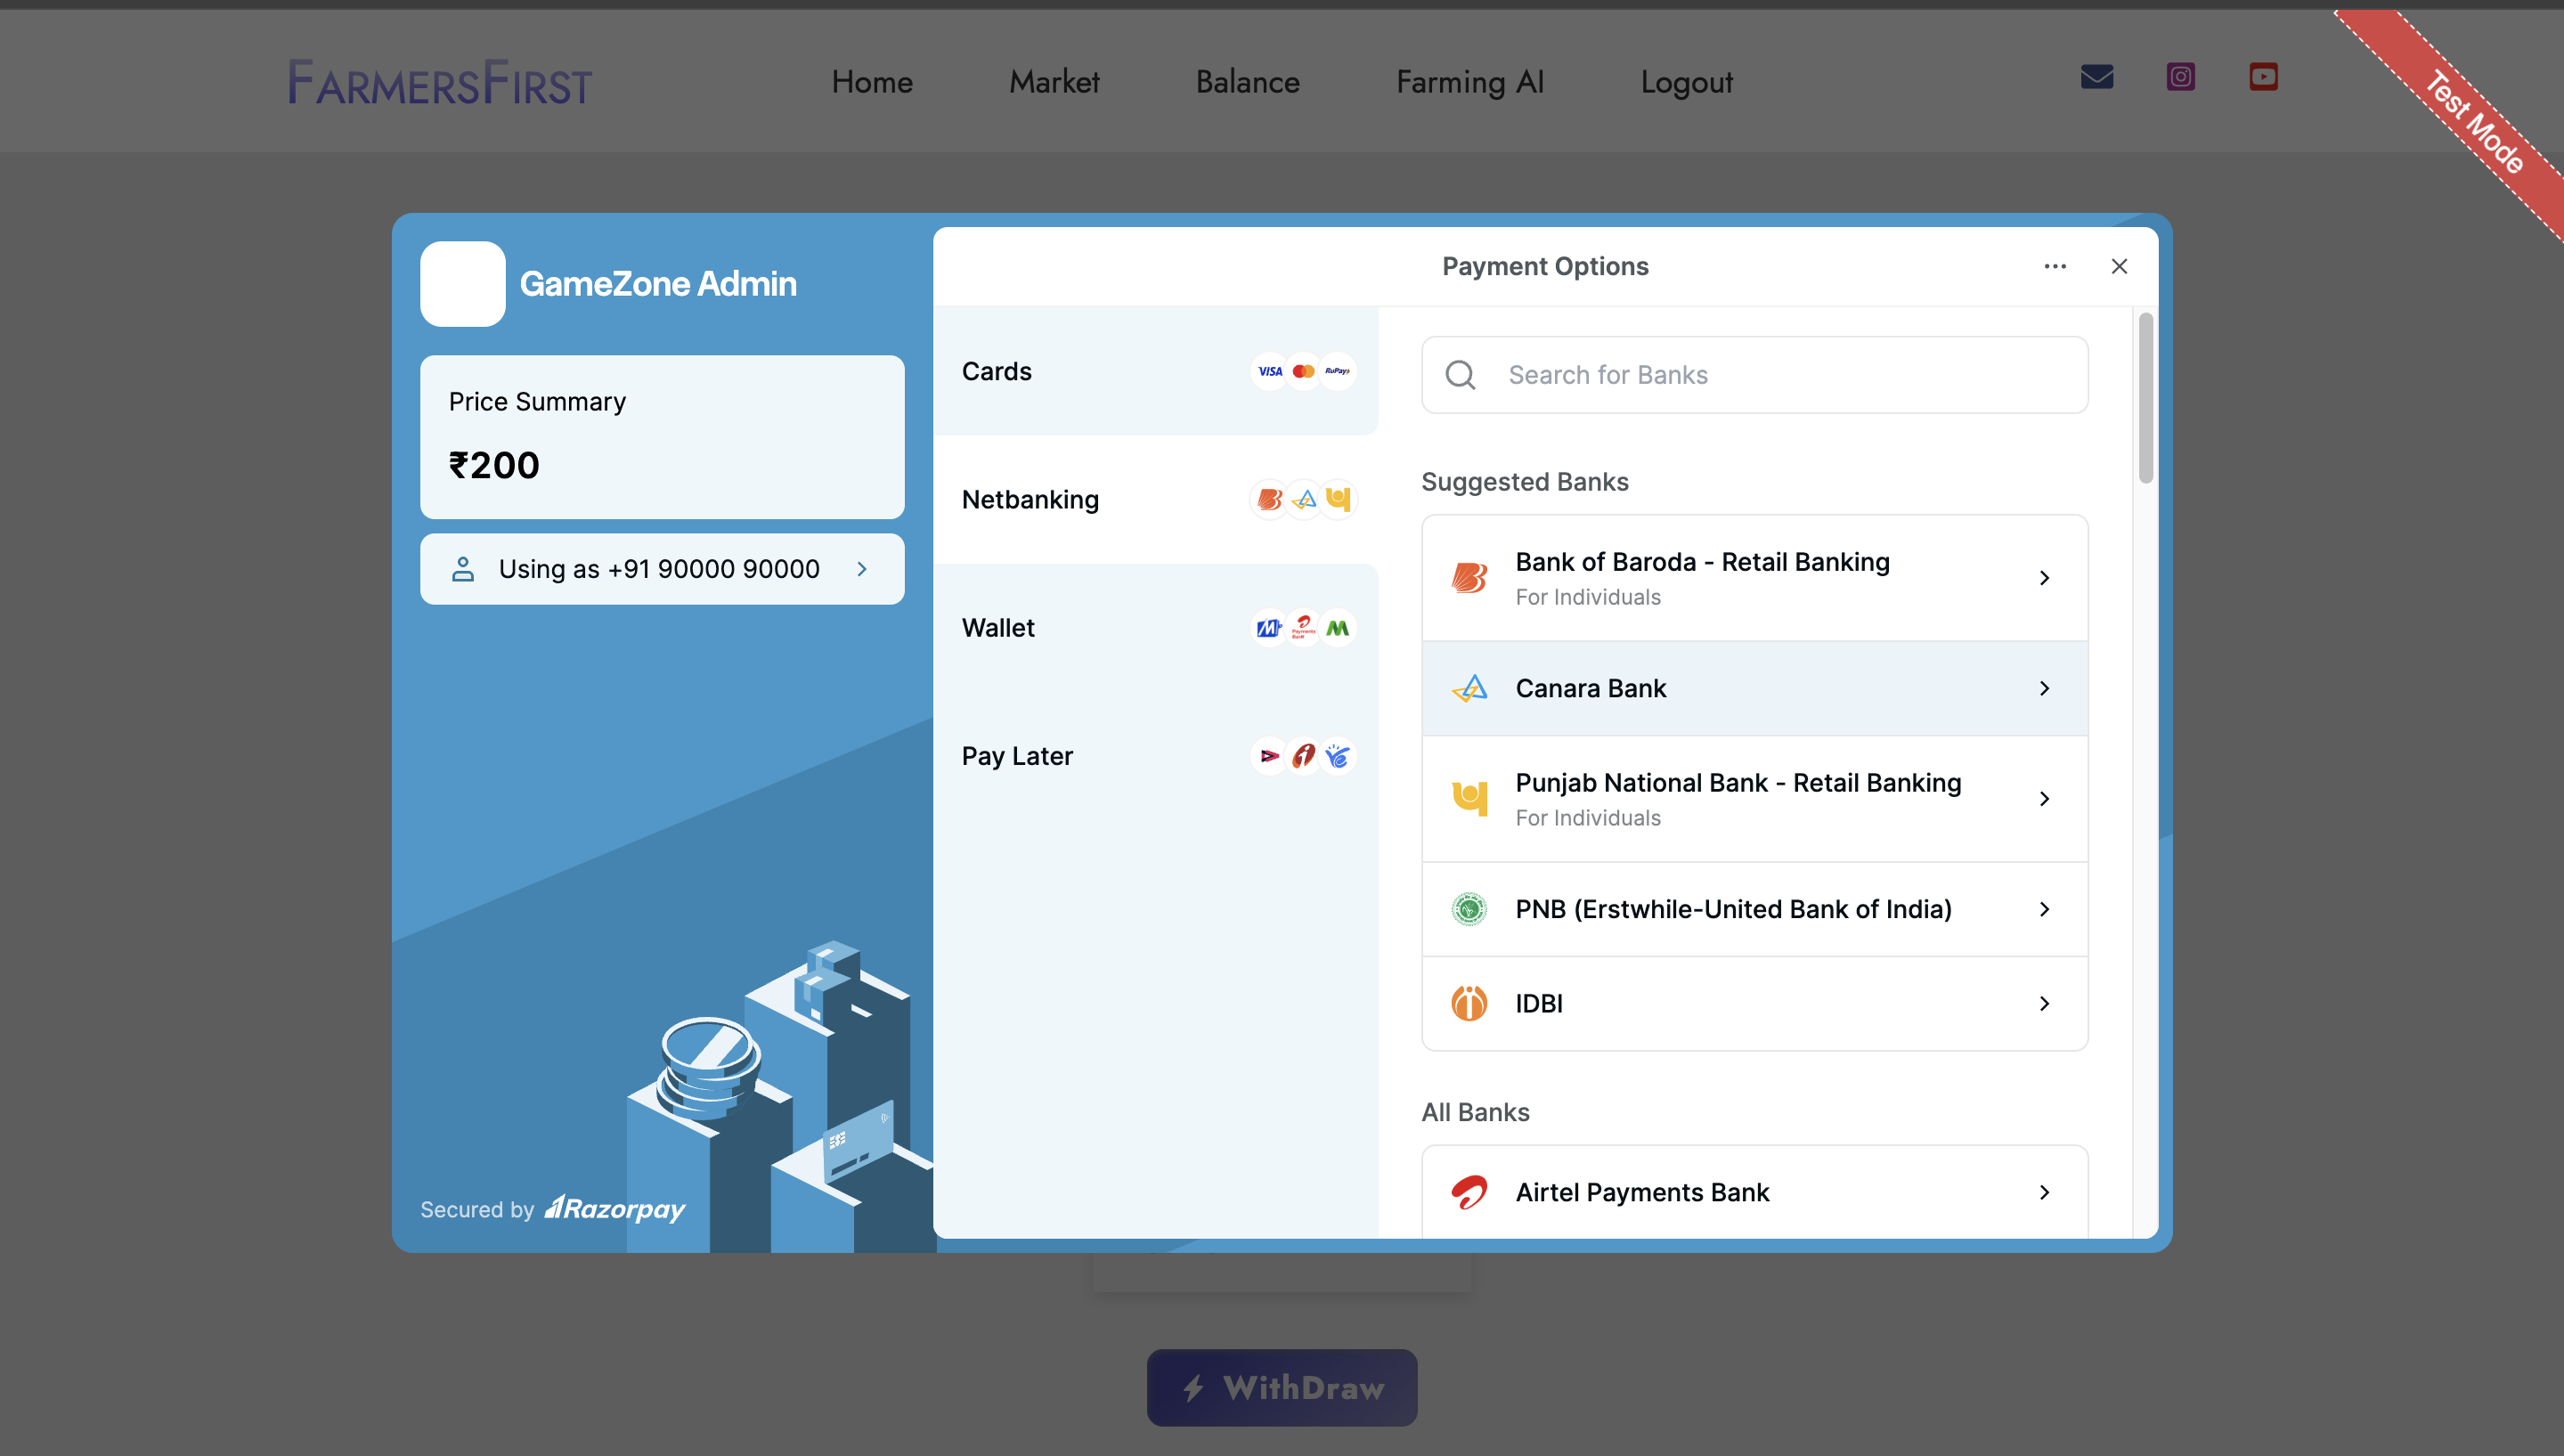 FARMERSFIRST
Home
Market
Balance
Farming AI
Logout
Test Mode
GameZone Admin
Price Summary
₹200
Using as +91 90000 90000
Secured by Razorpay
Payment Options
Cards
VISA
RuPay
Netbanking
Wallet
Payments
Bank
Pay Later
Search for Banks
Suggested Banks
Bank of Baroda - Retail Banking
For Individuals
Canara Bank
Punjab National Bank - Retail Banking
For Individuals
PNB (Erstwhile-United Bank of India)
IDBI
All Banks
Airtel Payments Bank
WithDraw